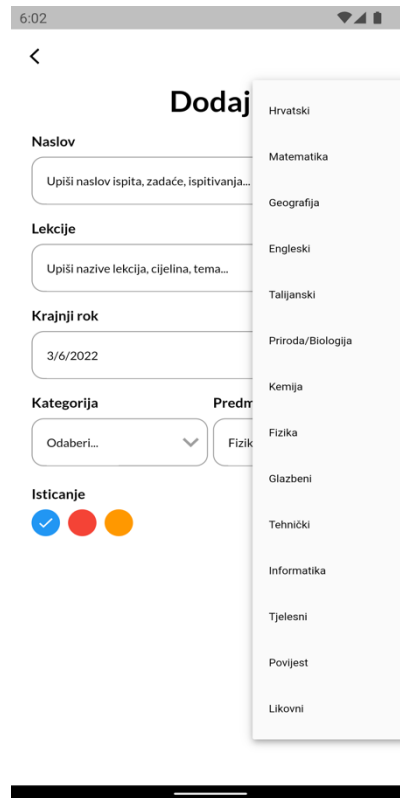 6:02
Dodaj
Naslov
Upiši naslov ispita, zadaće, ispitivanja...
Lekcije
Upiši nazive lekcija, cijelina, tema...
Krajnji rok
3/6/2022
Kategorija
Predm
Odaberi...
Fizik
Isticanje
Hrvatski
Matematika
Geografija
Engleski
Talijanski
Priroda/Biologija
Kemija
Fizika
Glazbeni
Tehnički
Informatika
Tjelesni
Povijest
Likovni